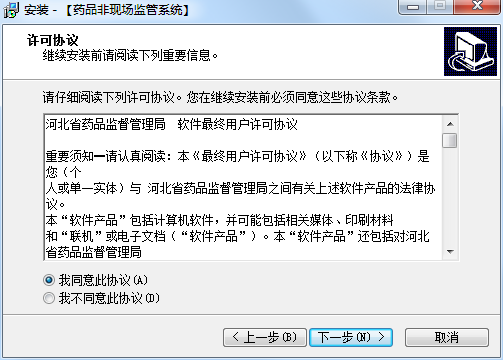 安装 - 【药品非现场监管系统】
许可协议
继续安装前请阅读下列重要信息。
请仔细阅读下列许可协议。您在继续安装前必须同意这些协议条款。
河北省药品监督管理局 软件最终用户许可协议
重要须知—请认真阅读：本《最终用户许可协议》（以下称《协议》）是
您（个
人或单一实体）与 河北省药品监督管理局之间有关上述软件产品的法律协
议。
本“软件产品”包括计算机软件，并可能包括相关媒体、印刷材料
和“联机”或电子文档（“软件产品”）。本“软件产品”还包括对河北
省药品监督管理局
我同意此协议(A)
我不同意此协议(D)
< 上一步(B) 下一步(N) > 取消